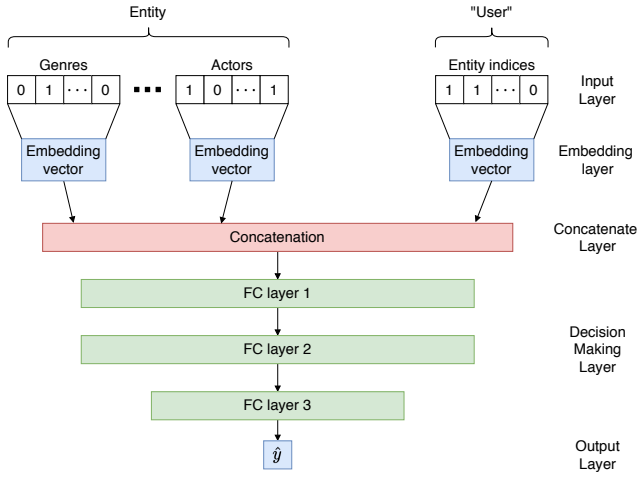 Entity
"User"
Genres
Actors
Entity indices
0 1 ··· 0
1 0 ··· 1
1 1 ··· 0
Input
Layer
Embedding
vector
Embedding
vector
Embedding
vector
Embedding
layer
Concatenation
Concatenate
Layer
FC layer 1
FC layer 2
Decision
Making
Layer
FC layer 3
ŷ
Output
Layer